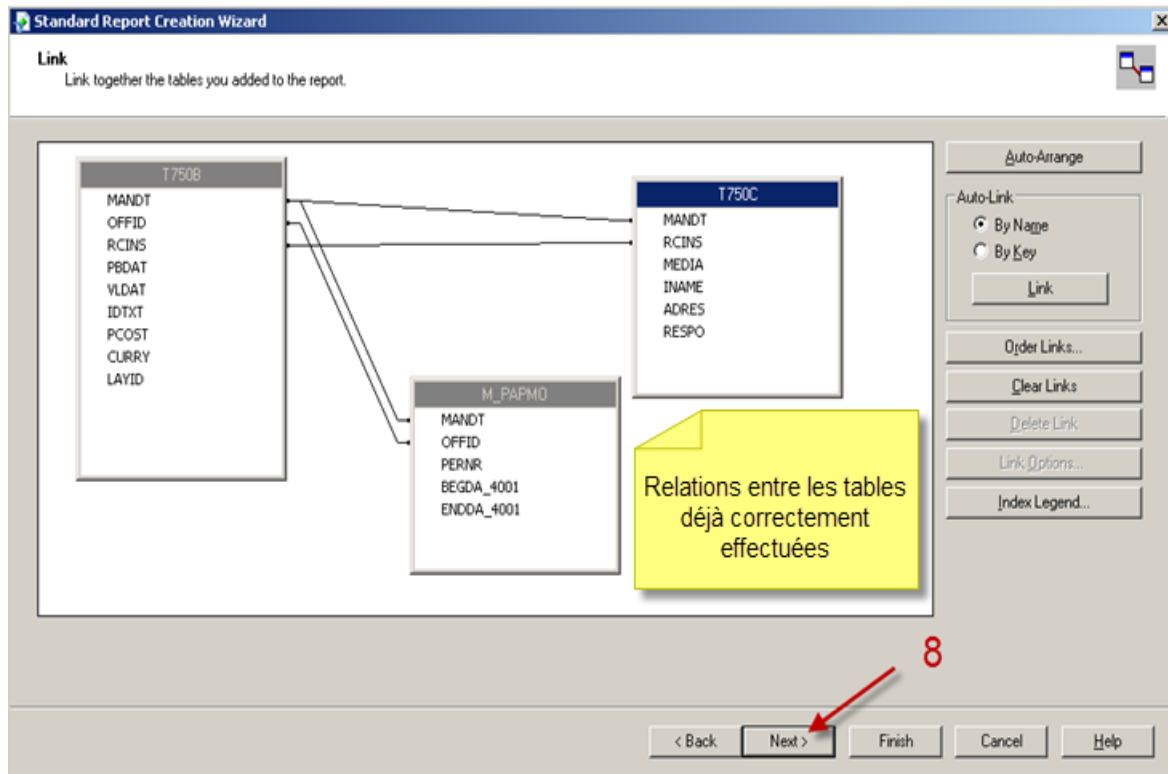 Standard Report Creation Wizard
Link
Link together the tables you added to the report.
T750B
MANDT
OFFID
RCINS
PBDAT
VLDAT
IDTXT
PCOST
CURRY
LAYID
T750C
MANDT
RCINS
MEDIA
INAME
ADRES
RESPO
M_PAPMO
MANDT
OFFID
PERNR
BEGDA_4001
ENDDA_4001
Relations entre les tables
déjà correctement
effectuées
Auto-Arrange
Auto-Link
By Name
By Key
Link
Order Links...
Clear Links
Delete Link
Link Options...
Index Legend...
8
< Back
Next >
Finish
Cancel
Help